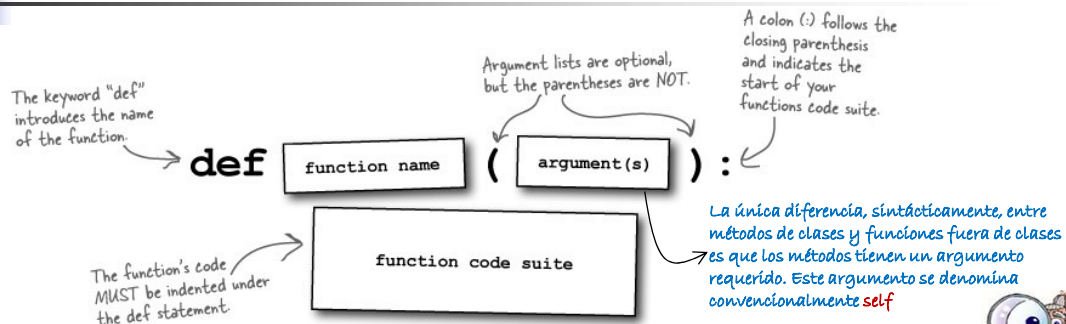 A colon (:) follows the
closing parenthesis
and indicates the
start of your
functions code suite.
Argument lists are optional,
but the parentheses are NOT.
The keyword "def"
introduces the name
of the function.
def function name ( argument(s) ) :
La única diferencia, sintácticamente, entre
métodos de clases y funciones fuera de clases
es que los métodos tienen un argumento
requerido. Este argumento se denomina
convencionalmente self
function code suite
The function's code
MUST be indented under
the def statement.